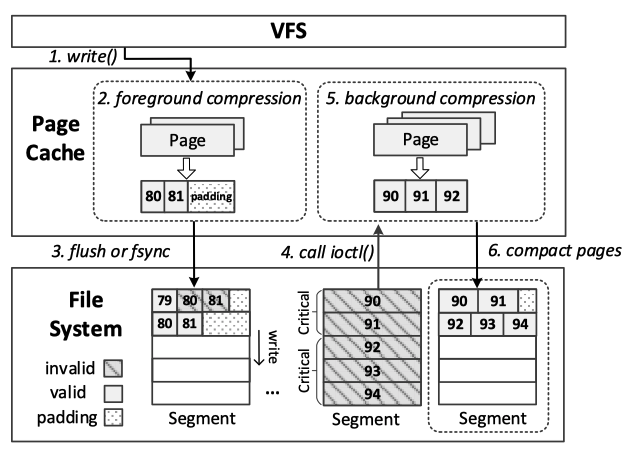 VFS
1. write()
Page
Cache
2. foreground compression
Page
80 81 padding
5. background compression
Page
90 91 92
3. flush or fsync
4. call ioctl()
6. compact pages
File
System
invalid
valid
padding
79 80 81
80 81
write
Segment
...
Critical
Critical
90
91
92
93
94
Segment
90 91
92 93 94
Segment